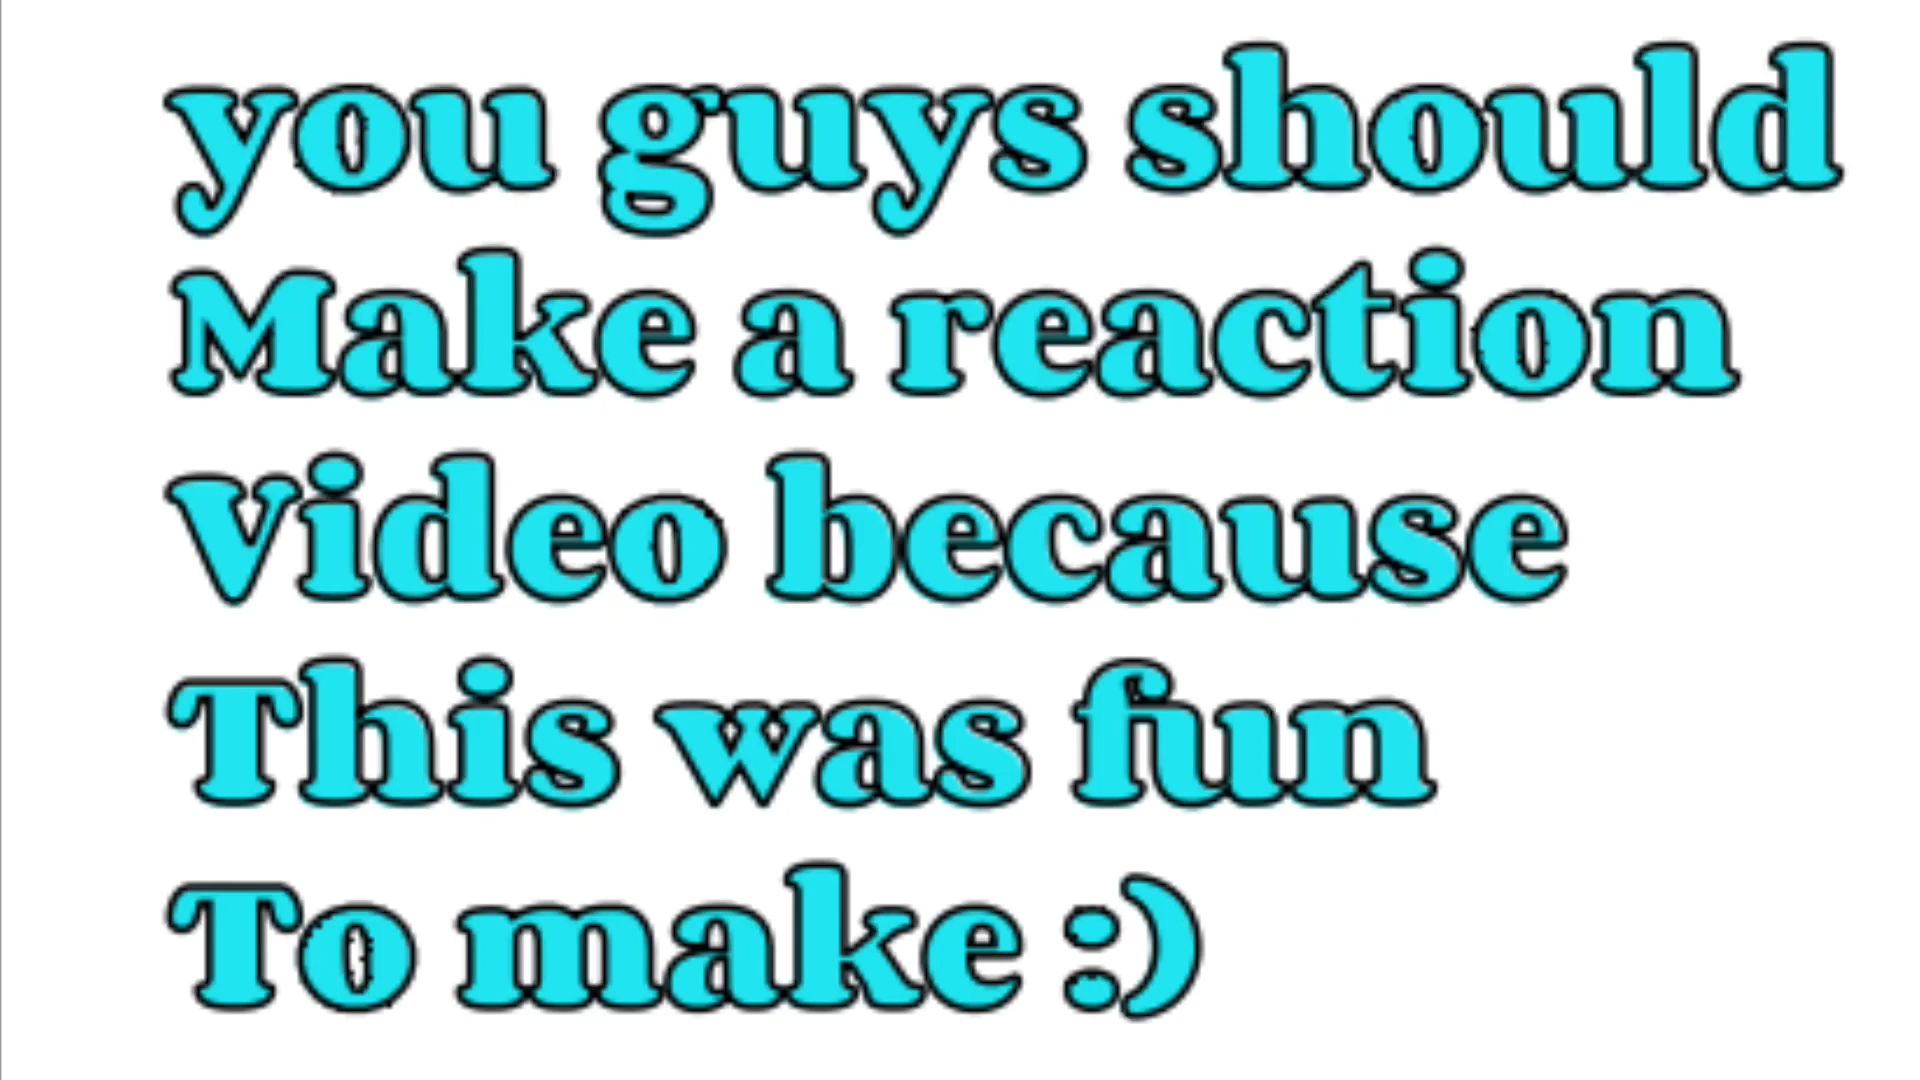 you guys should
Make a reaction
Video because
This was fun
To make :)